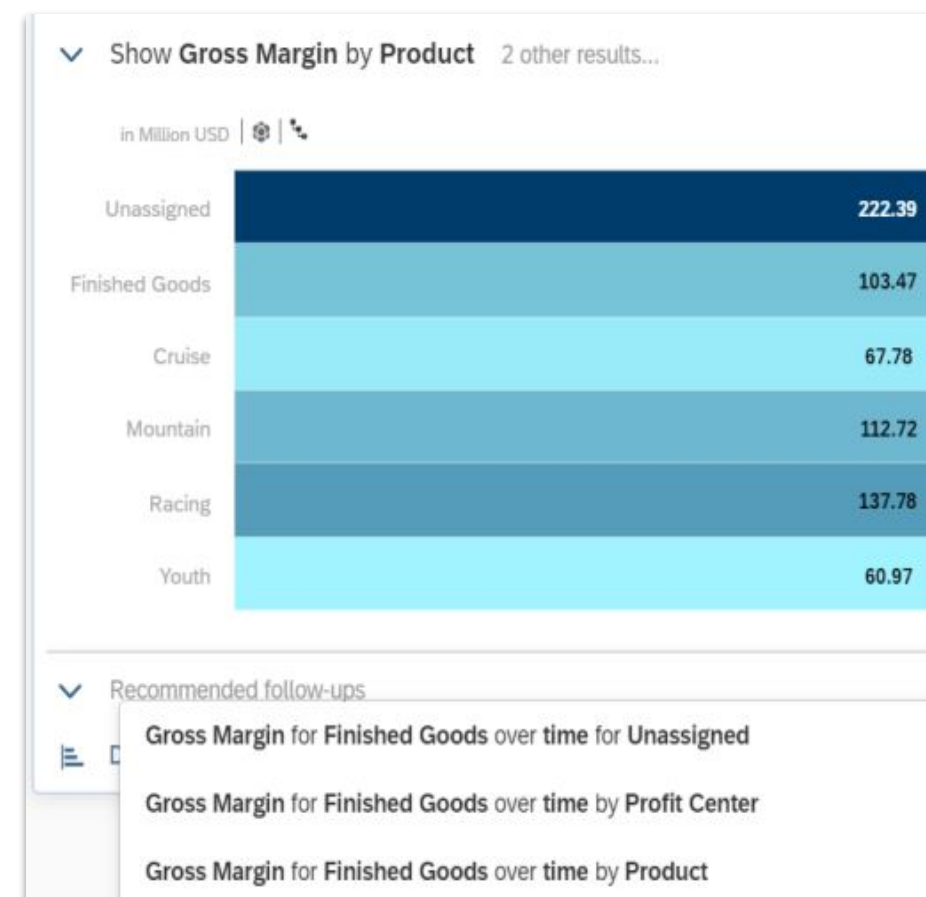 Show Gross Margin by Product 2 other results...
in Million USD
Unassigned 222.39
Finished Goods 103.47
Cruise 67.78
Mountain 112.72
Racing 137.78
Youth 60.97
Recommended follow-ups
Gross Margin for Finished Goods over time for Unassigned
Gross Margin for Finished Goods over time by Profit Center
Gross Margin for Finished Goods over time by Product